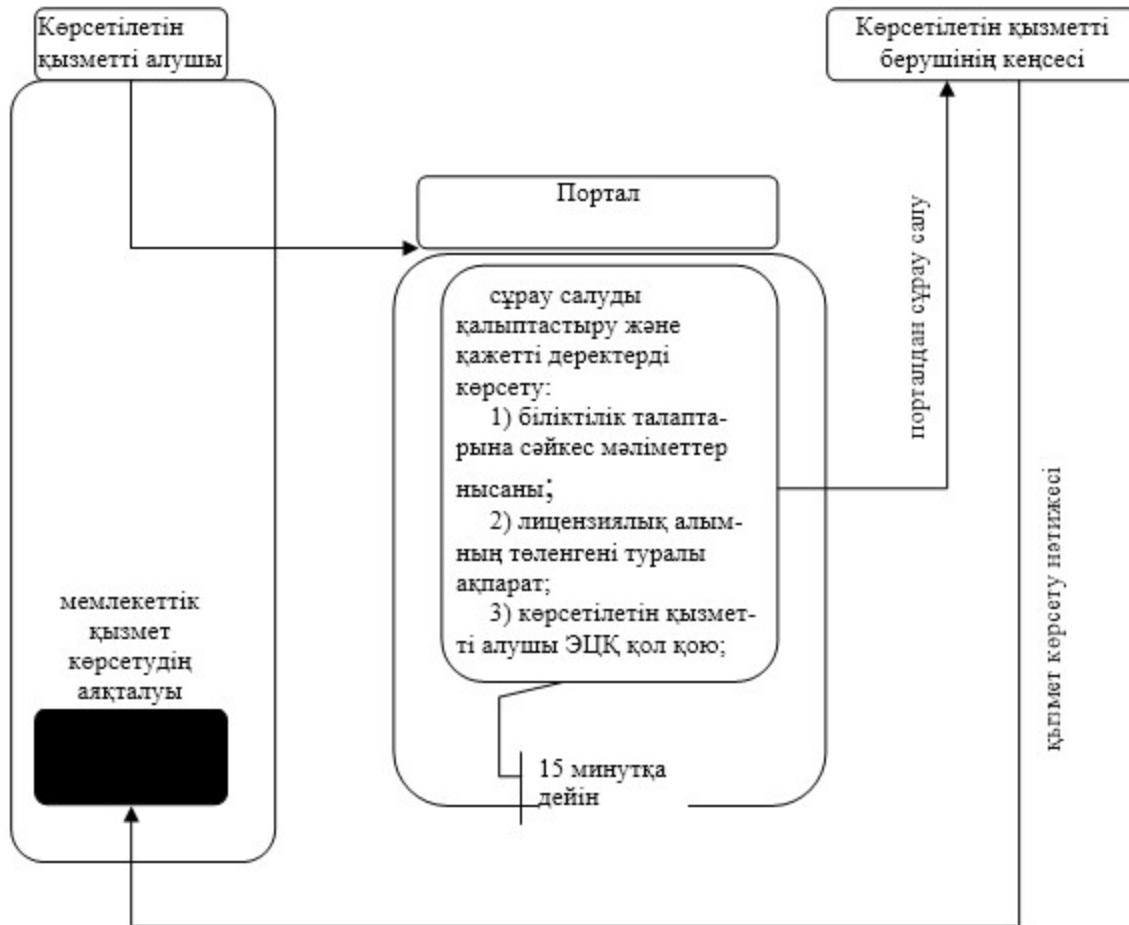 Көрсетілетін
қызметті алушы
Көрсетілетін қызметті
берушінің кеңсесі
Портал
сұрау салуды
қалыптастыру және
қажетті деректерді
көрсету:
1) біліктілік талапта-
рына сәйкес мәліметтер
нысаны;
2) лицензиялық алым-
ның төленгені туралы
ақпарат;
3) көрсетілетін қызмет-
ті алушы ЭЦҚ қол қою;
15 минутқа
дейін
порталдан сұрау салу
қызмет көрсету нәтижесі
мемлекеттік
қызмет
көрсетудің
аяқталуы